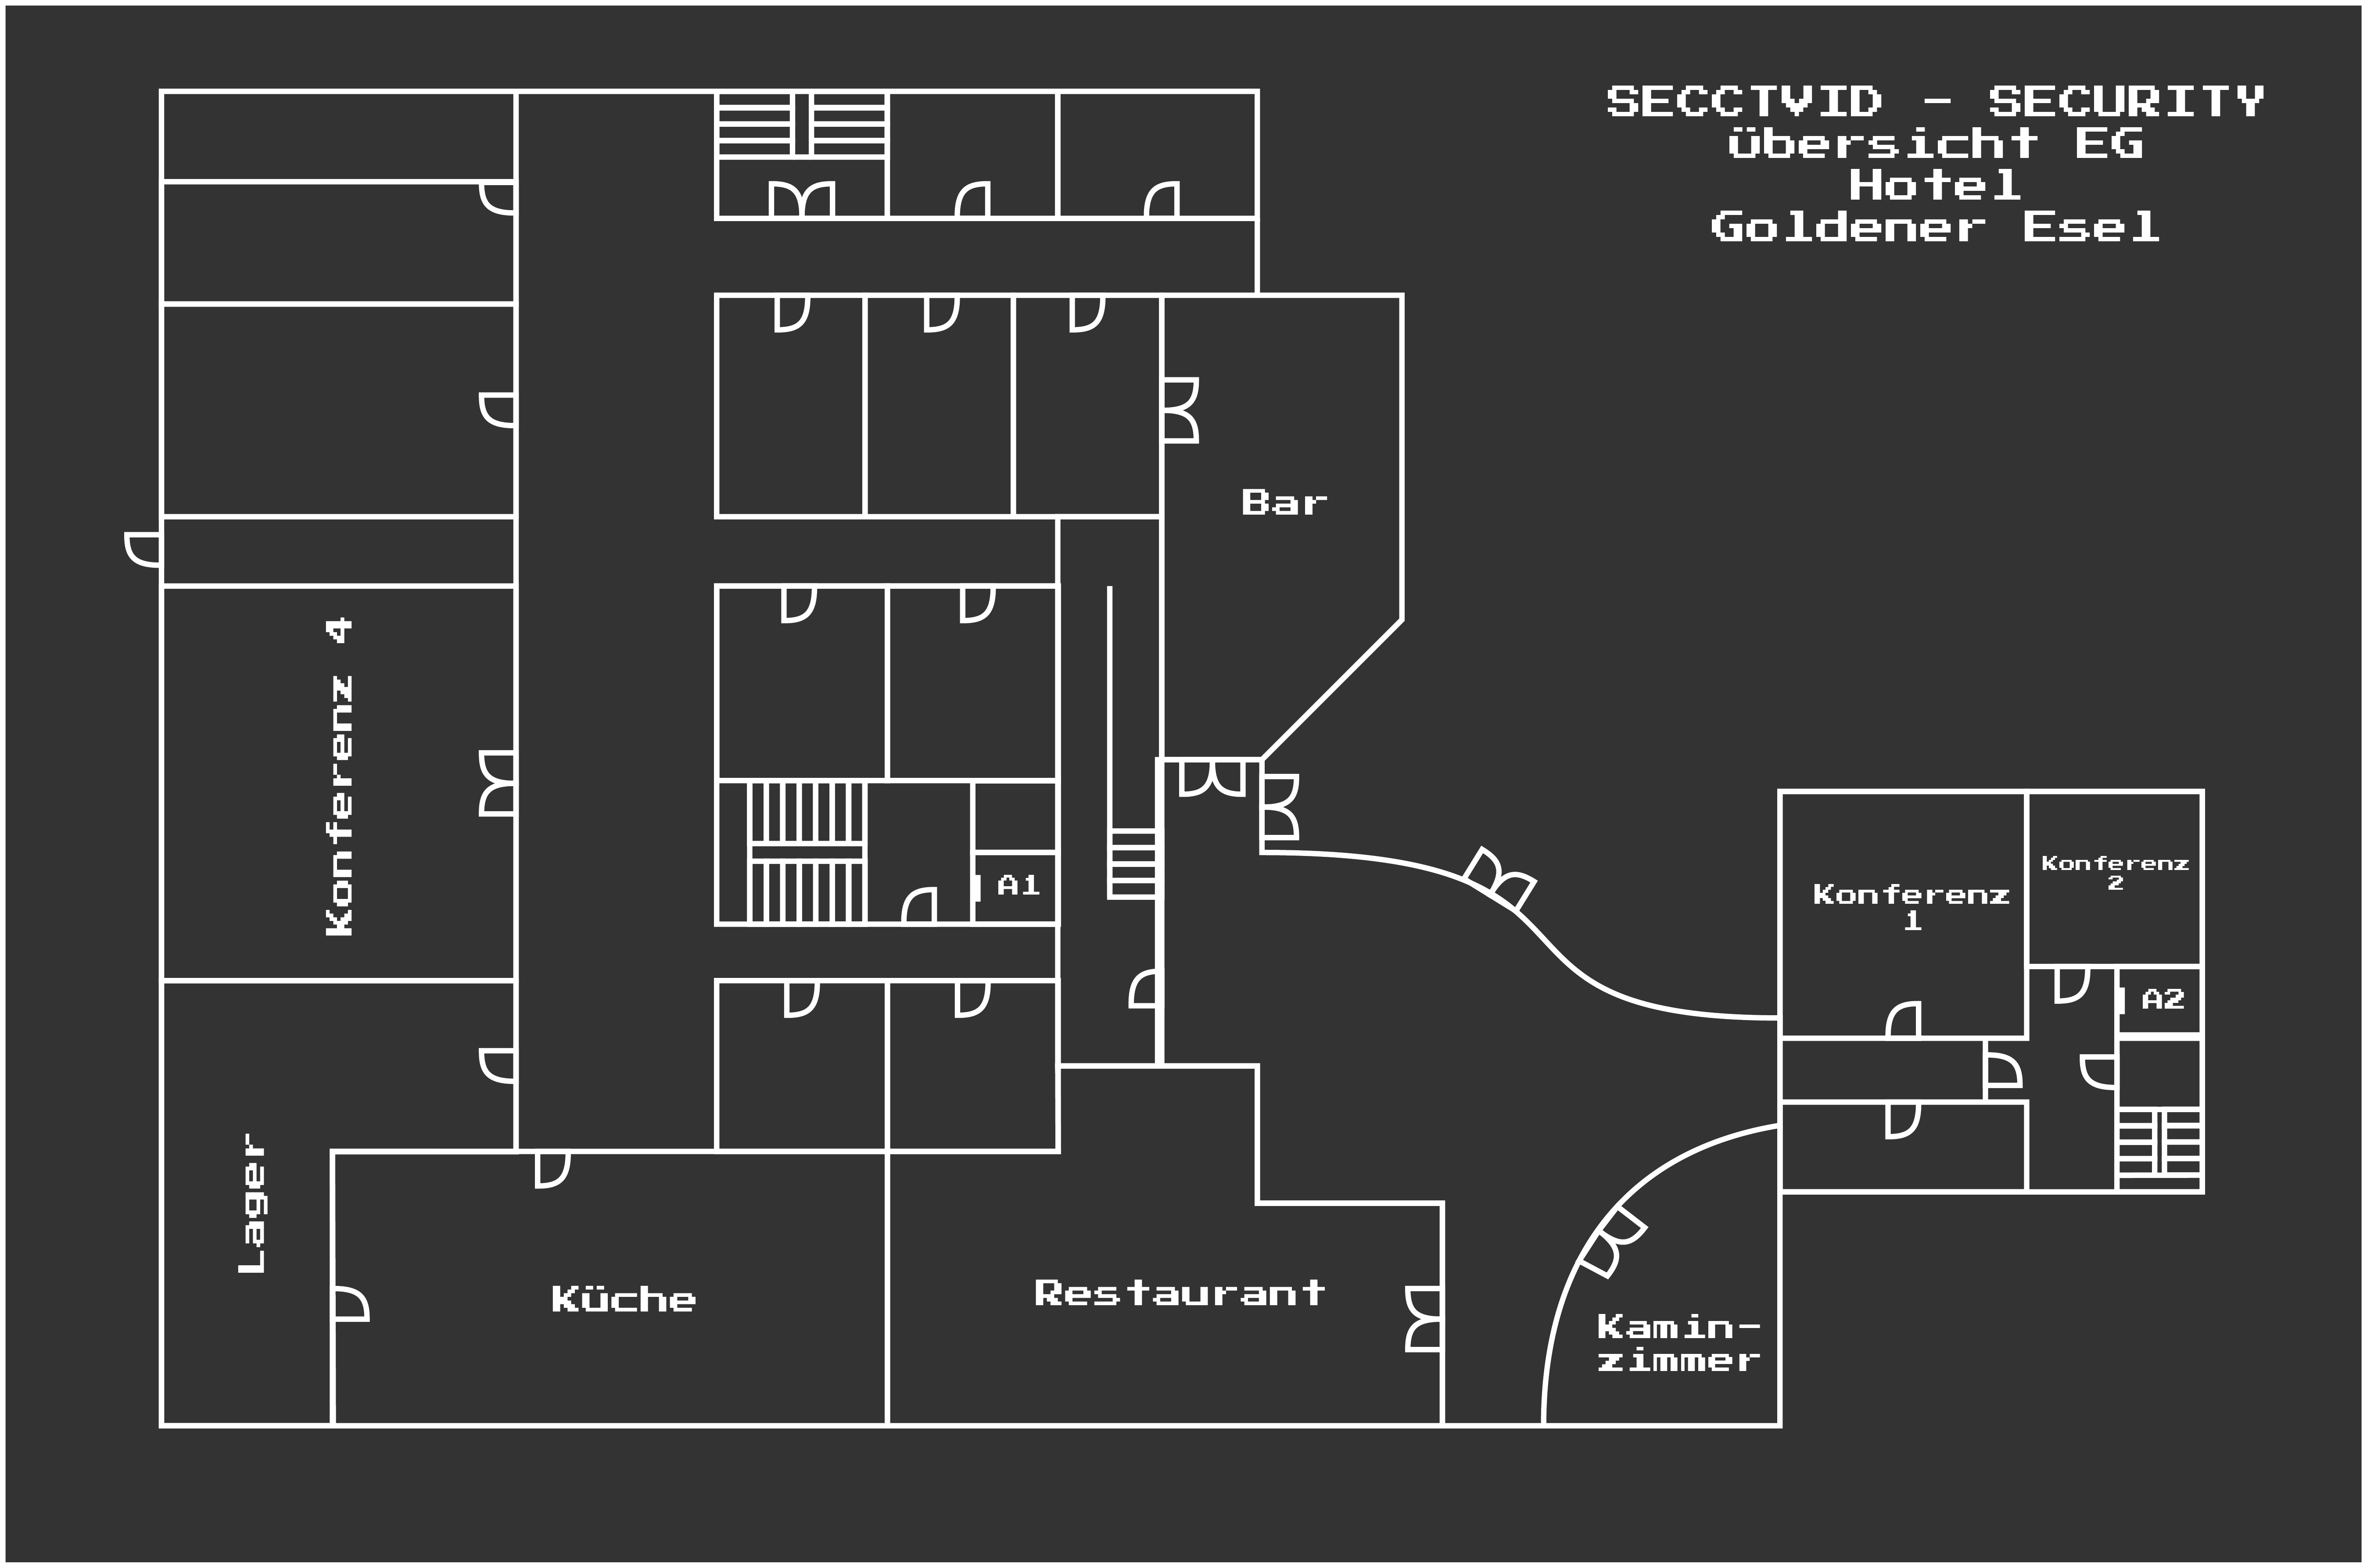 SECCTVID - SECURITY
übersicht EG
Hotel
Goldener Esel
Bar
Konferenz 4
A1
Konferenz
1
Konferenz
2
A2
Lager
Küche
Restaurant
Kamin-
zimmer